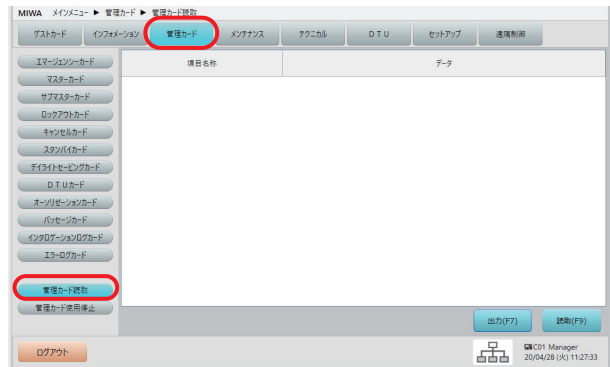 MIWA メインメニュー ▶ 管理カード ▶ 管理カード読取
ゲストカード インフォメーション 管理カード メンテナンス テクニカル DTU セットアップ 遠隔制御
エマージェンシーカード
マスターカード
サブマスターカード
ロックアウトカード
キャンセルカード
スタンバイカード
デイライトセービングカード
DTUカード
オーソリゼーションカード
パッセージカード
インタロゲーションログカード
エラーログカード
管理カード読取
管理カード使用停止
項目名称 データ
出力(F7) 読取(F9)
ログアウト
C01 Manager
20/04/28 (火) 11:27:33